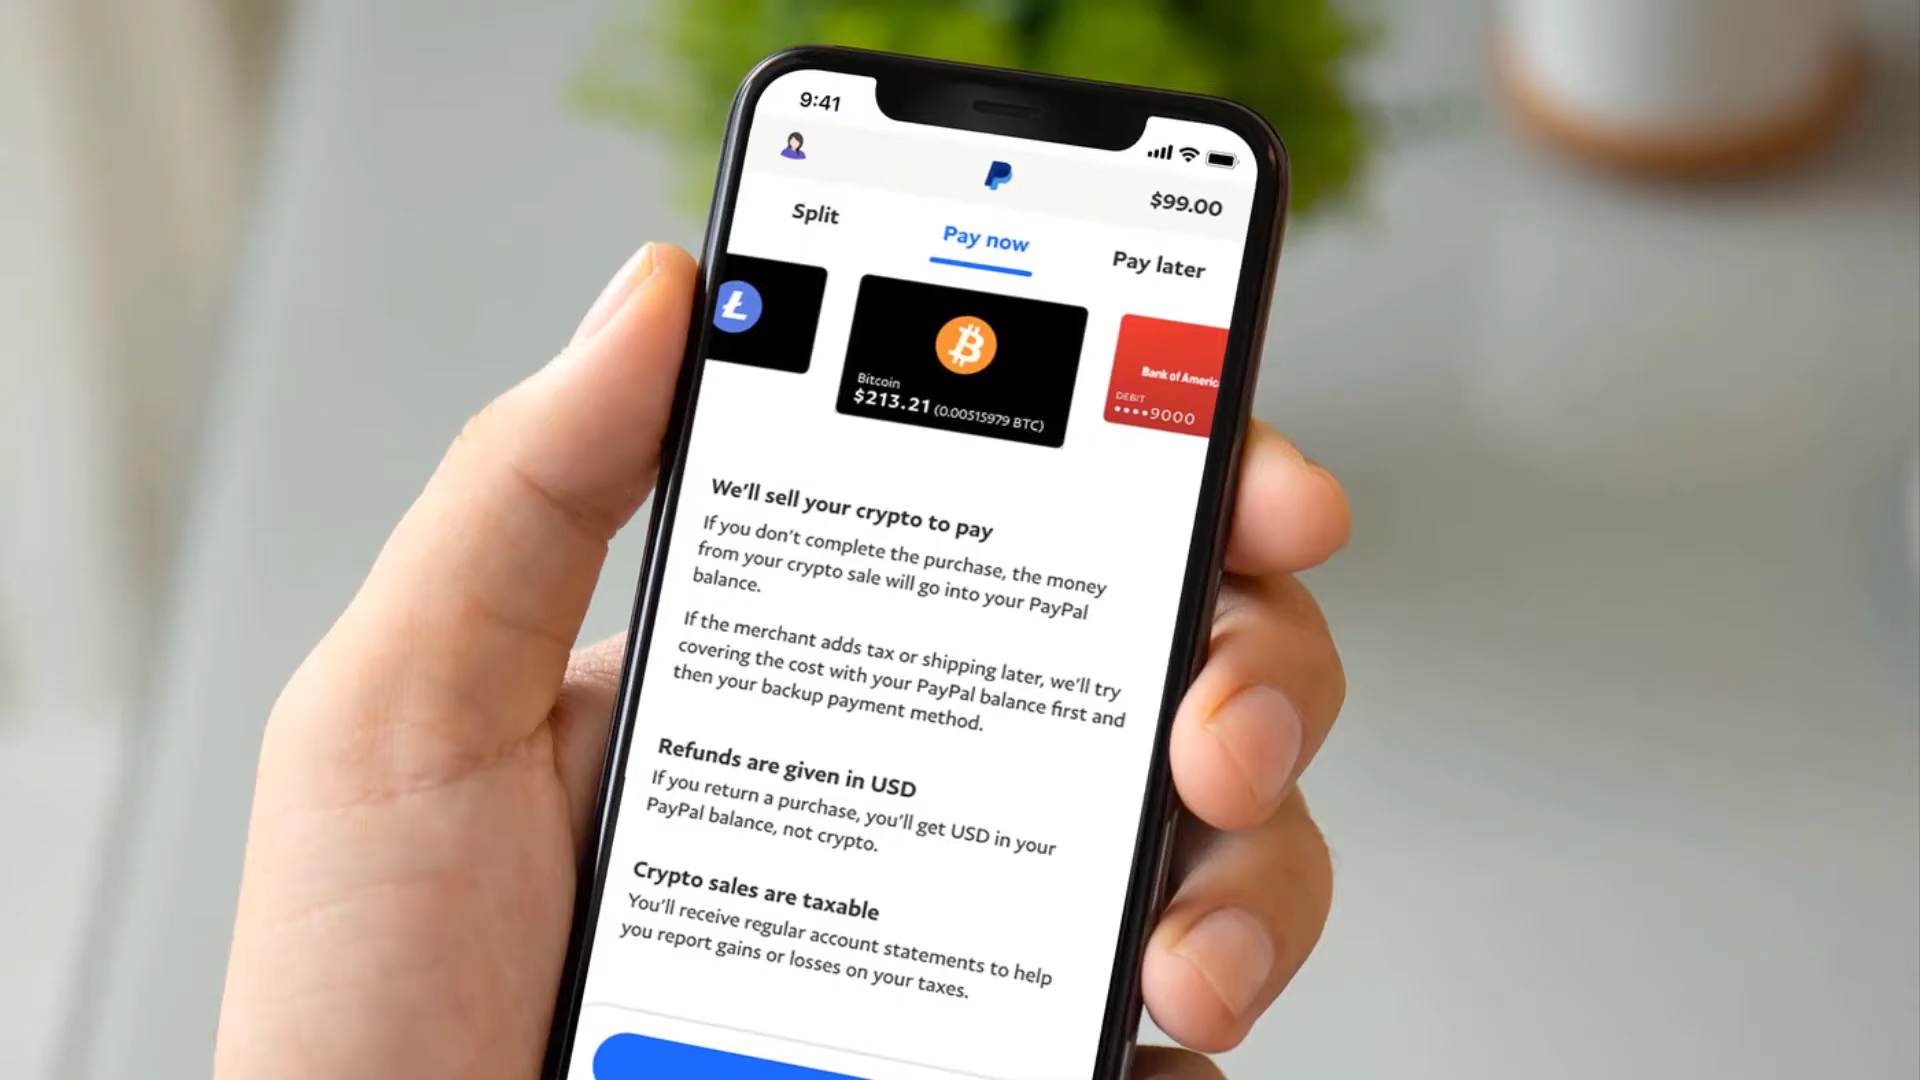 9:41
$99.00
Split
Pay now
Pay later
Bitcoin
$213.21 (0.00515979 BTC)
Bank of Americ
DEBIT
••••9000
We'll sell your crypto to pay
If you don't complete the purchase, the money
from your crypto sale will go into your PayPal
balance.
If the merchant adds tax or shipping later, we'll try
covering the cost with your PayPal balance first and
then your backup payment method.
Refunds are given in USD
If you return a purchase, you'll get USD in your
PayPal balance, not crypto.
Crypto sales are taxable
You'll receive regular account statements to help
you report gains or losses on your taxes.